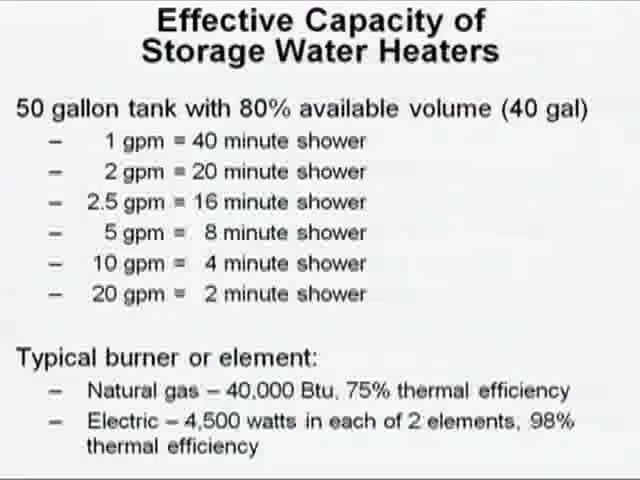 Effective Capacity of
Storage Water Heaters
50 gallon tank with 80% available volume (40 gal)
– 1 gpm = 40 minute shower
– 2 gpm = 20 minute shower
– 2.5 gpm = 16 minute shower
– 5 gpm = 8 minute shower
– 10 gpm = 4 minute shower
– 20 gpm = 2 minute shower
Typical burner or element:
– Natural gas – 40,000 Btu, 75% thermal efficiency
– Electric – 4,500 watts in each of 2 elements, 98%
thermal efficiency